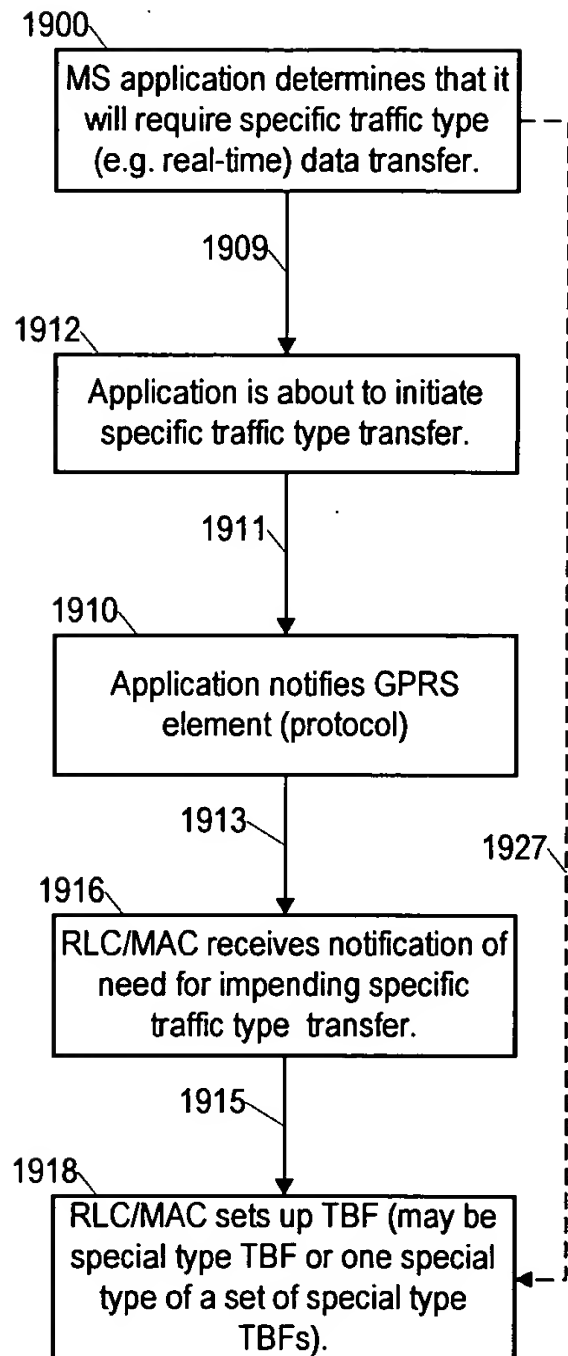 1900
MS application determines that it
will require specific traffic type
(e.g. real-time) data transfer.
1909
1912
Application is about to initiate
specific traffic type transfer.
1911
1910
Application notifies GPRS
element (protocol)
1913
1927
1916
RLC/MAC receives notification of
need for impending specific
traffic type transfer.
1915
1918
RLC/MAC sets up TBF (may be
special type TBF or one special
type of a set of special type
TBFs).